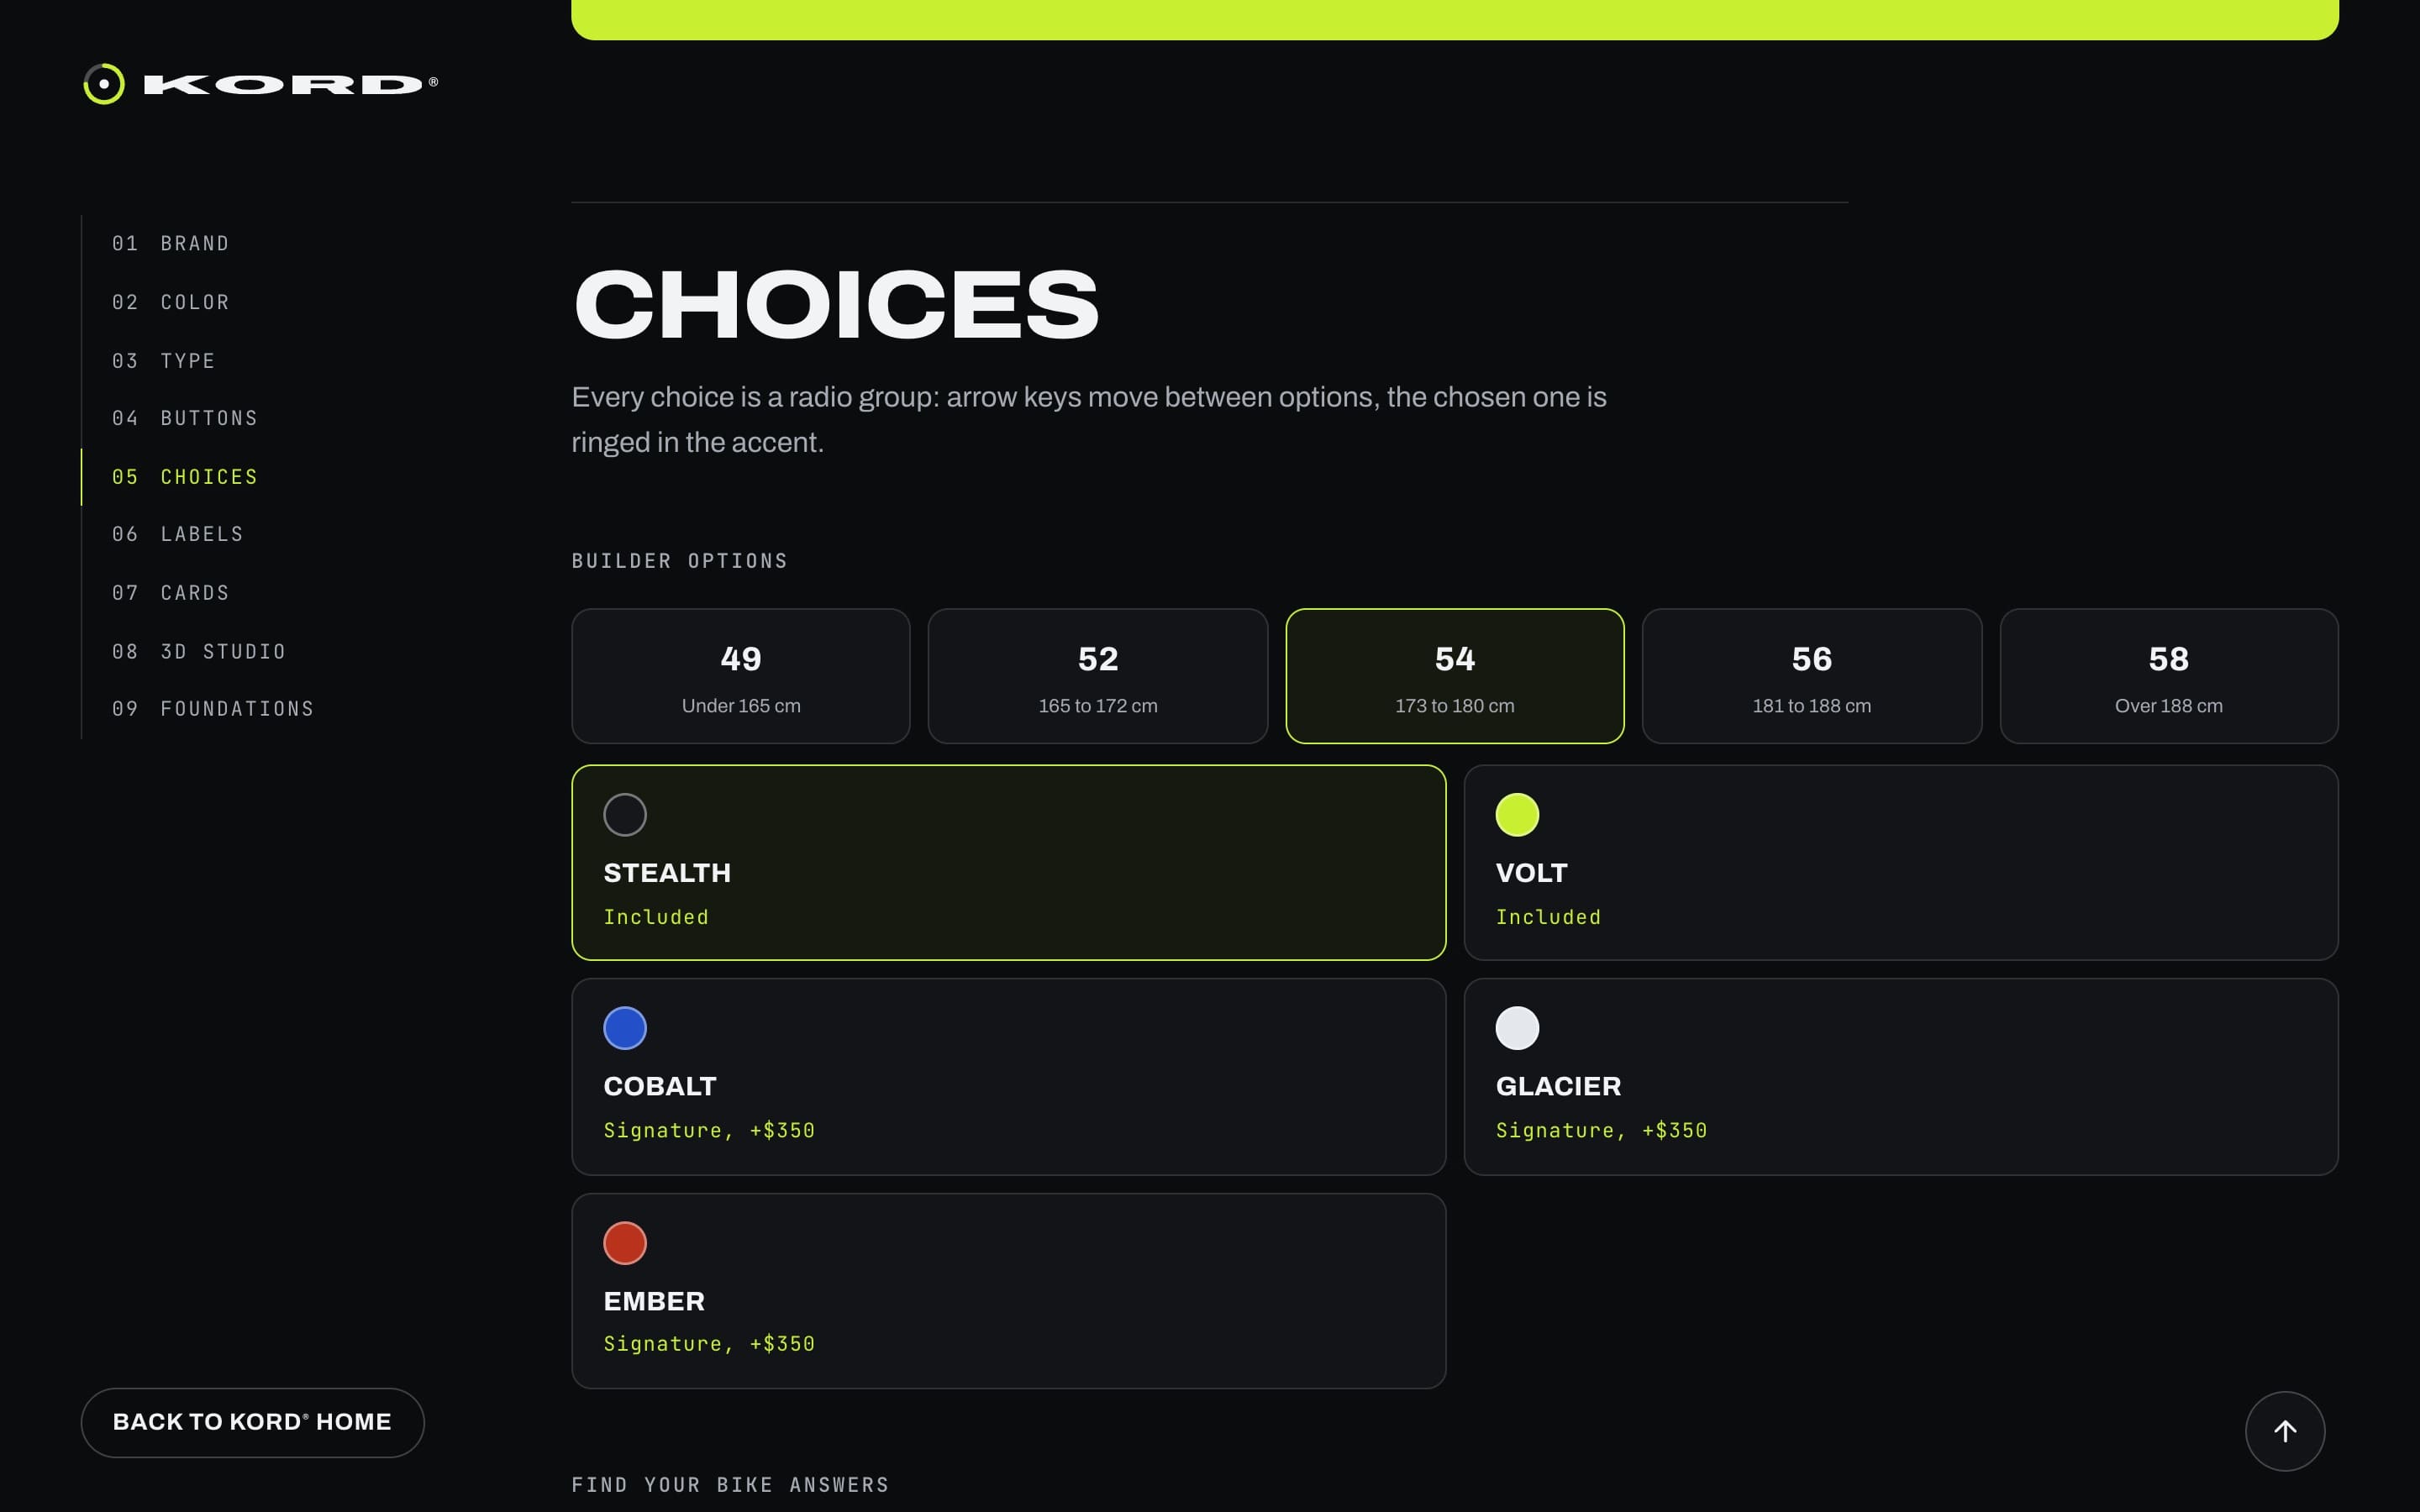 KORD®
01 BRAND
02 COLOR
03 TYPE
04 BUTTONS
05 CHOICES
06 LABELS
07 CARDS
08 3D STUDIO
09 FOUNDATIONS
BACK TO KORD® HOME
CHOICES
Every choice is a radio group: arrow keys move between options, the chosen one is
ringed in the accent.
BUILDER OPTIONS
49
Under 165 cm
52
165 to 172 cm
54
173 to 180 cm
56
181 to 188 cm
58
Over 188 cm
STEALTH
Included
VOLT
Included
COBALT
Signature, +$350
GLACIER
Signature, +$350
EMBER
Signature, +$350
FIND YOUR BIKE ANSWERS